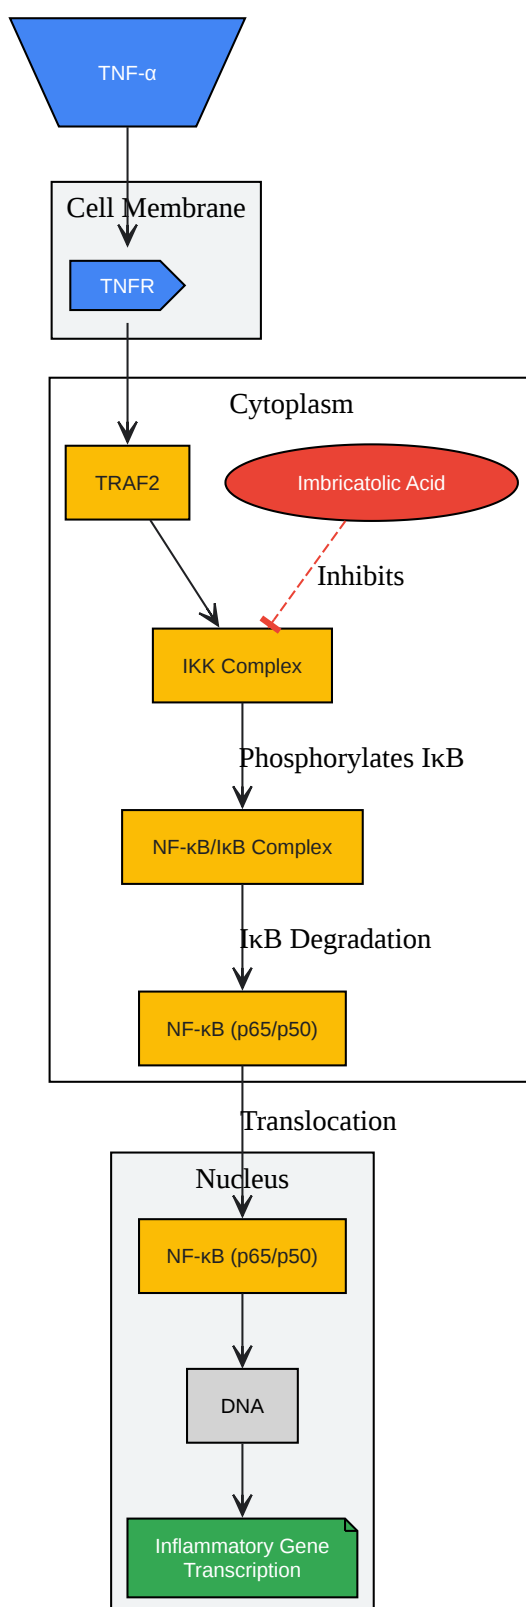 TNF-α
Cell Membrane
TNFR
Cytoplasm
TRAF2
Imbricatolic Acid
Inhibits
IKK Complex
Phosphorylates IκB
NF-κB/IκB Complex
IκB Degradation
NF-κB (p65/p50)
Translocation
Nucleus
NF-κB (p65/p50)
DNA
Inflammatory Gene
Transcription